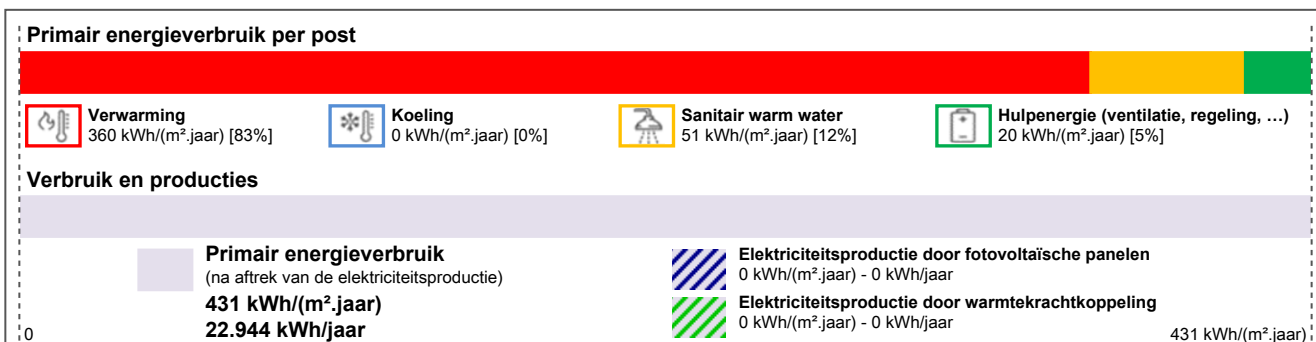 Primair energieverbruik per post
Verwarming
360 kWh/(m².jaar) [83%]
Koeling
0 kWh/(m².jaar) [0%]
Sanitair warm water
51 kWh/(m².jaar) [12%]
Hulpenergie (ventilatie, regeling, …)
20 kWh/(m².jaar) [5%]
Verbruik en producties
Primair energieverbruik
(na aftrek van de elektriciteitsproductie)
431 kWh/(m².jaar)
22.944 kWh/jaar
Elektriciteitsproductie door fotovoltaïsche panelen
0 kWh/(m².jaar) - 0 kWh/jaar
Elektriciteitsproductie door warmtekrachtkoppeling
0 kWh/(m².jaar) - 0 kWh/jaar
0
431 kWh/(m².jaar)